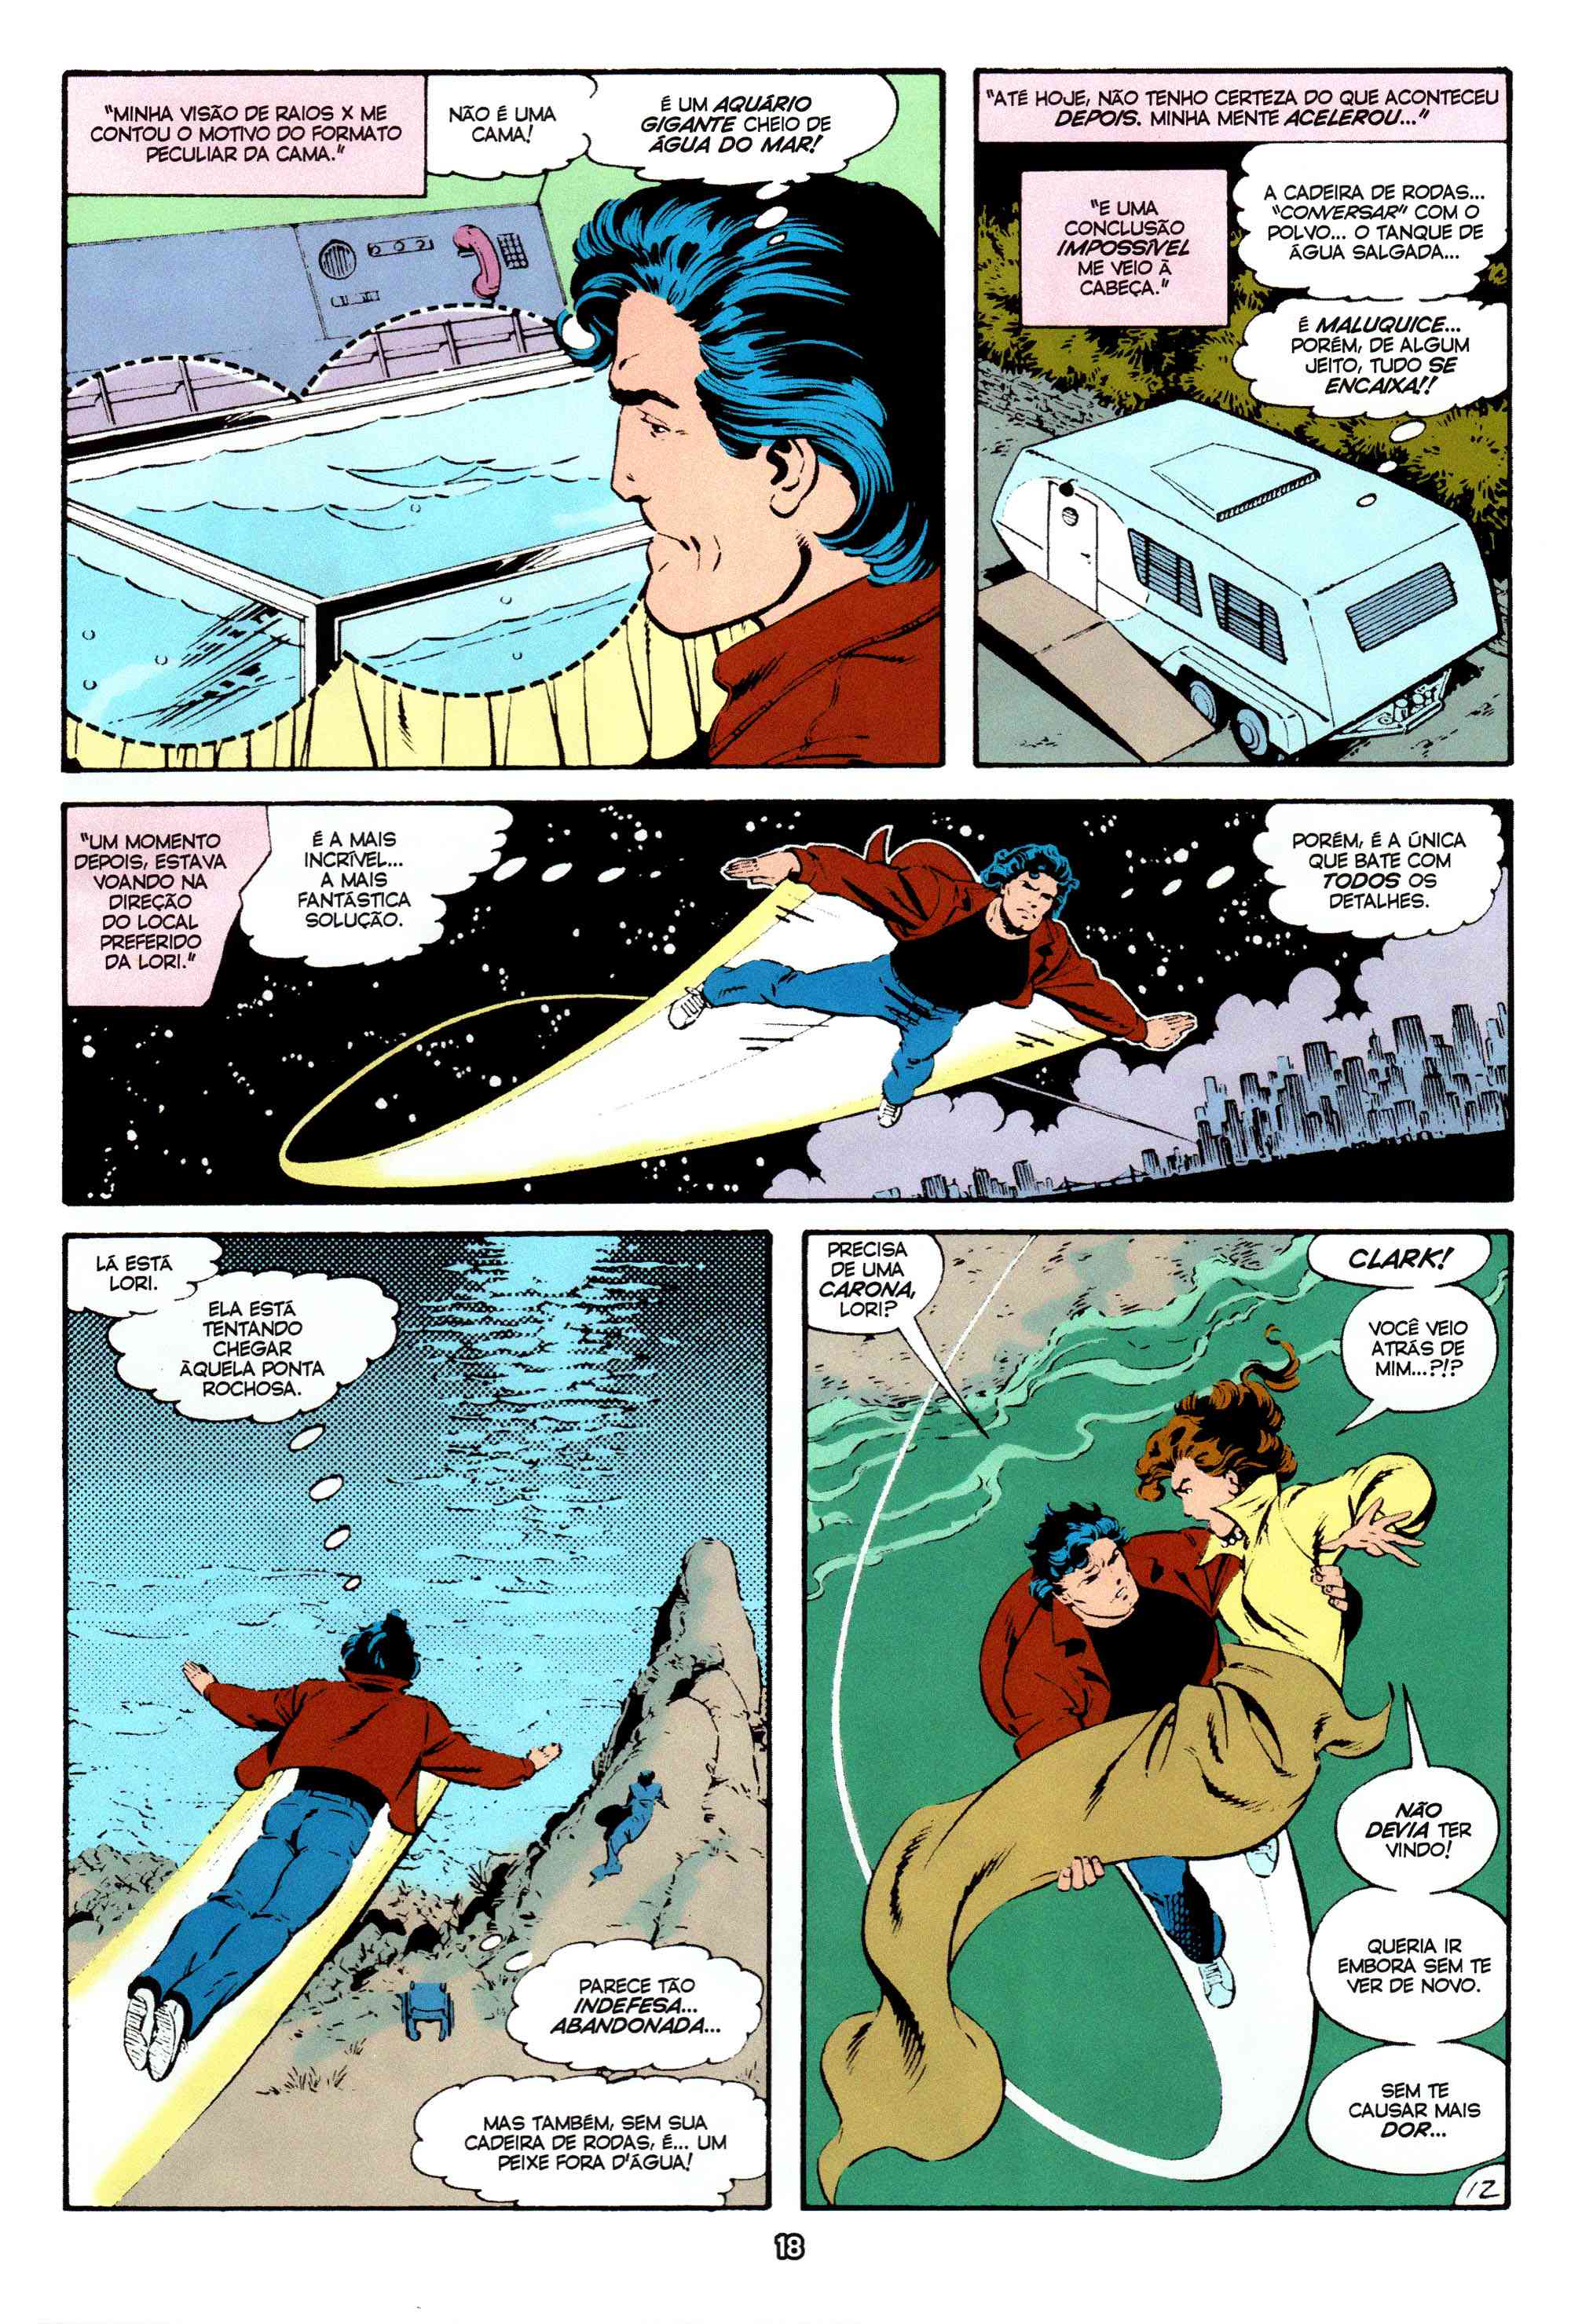 "MINHA VISÃO DE RAIOS X ME
CONTOU O MOTIVO DO FORMATO
PECULIAR DA CAMA."
NÃO É UMA
CAMA!
É UM AQUÁRIO
GIGANTE CHEIO DE
ÁGUA DO MAR!
"ATÉ HOJE, NÃO TENHO CERTEZA DO QUE ACONTECEU
DEPOIS. MINHA MENTE ACELEROU..."
"E UMA
CONCLUSÃO
IMPOSSÍVEL
ME VEIO À
CABEÇA."
A CADEIRA DE RODAS...
"CONVERSAR" COM O
POLVO... O TANQUE DE
ÁGUA SALGADA...
É MALUQUICE...
PORÉM, DE ALGUM
JEITO, TUDO SE
ENCAIXA!!
"UM MOMENTO
DEPOIS, ESTAVA
VOANDO NA
DIREÇÃO
DO LOCAL
PREFERIDO
DA LORI."
É A MAIS
INCRÍVEL...
A MAIS
FANTÁSTICA
SOLUÇÃO.
PORÉM, É A ÚNICA
QUE BATE COM
TODOS OS
DETALHES.
LÁ ESTÁ
LORI.
ELA ESTÁ
TENTANDO
CHEGAR
ÀQUELA PONTA
ROCHOSA.
PARECE TÃO
INDEFESA...
ABANDONADA...
MAS TAMBÉM, SEM SUA
CADEIRA DE RODAS, É... UM
PEIXE FORA D'ÁGUA!
PRECISA
DE UMA
CARONA,
LORI?
CLARK!
VOCÊ VEIO
ATRÁS DE
MIM...?!?
NÃO
DEVIA TER
VINDO!
QUERIA IR
EMBORA SEM TE
VER DE NOVO.
SEM TE
CAUSAR MAIS
DOR...
12
18